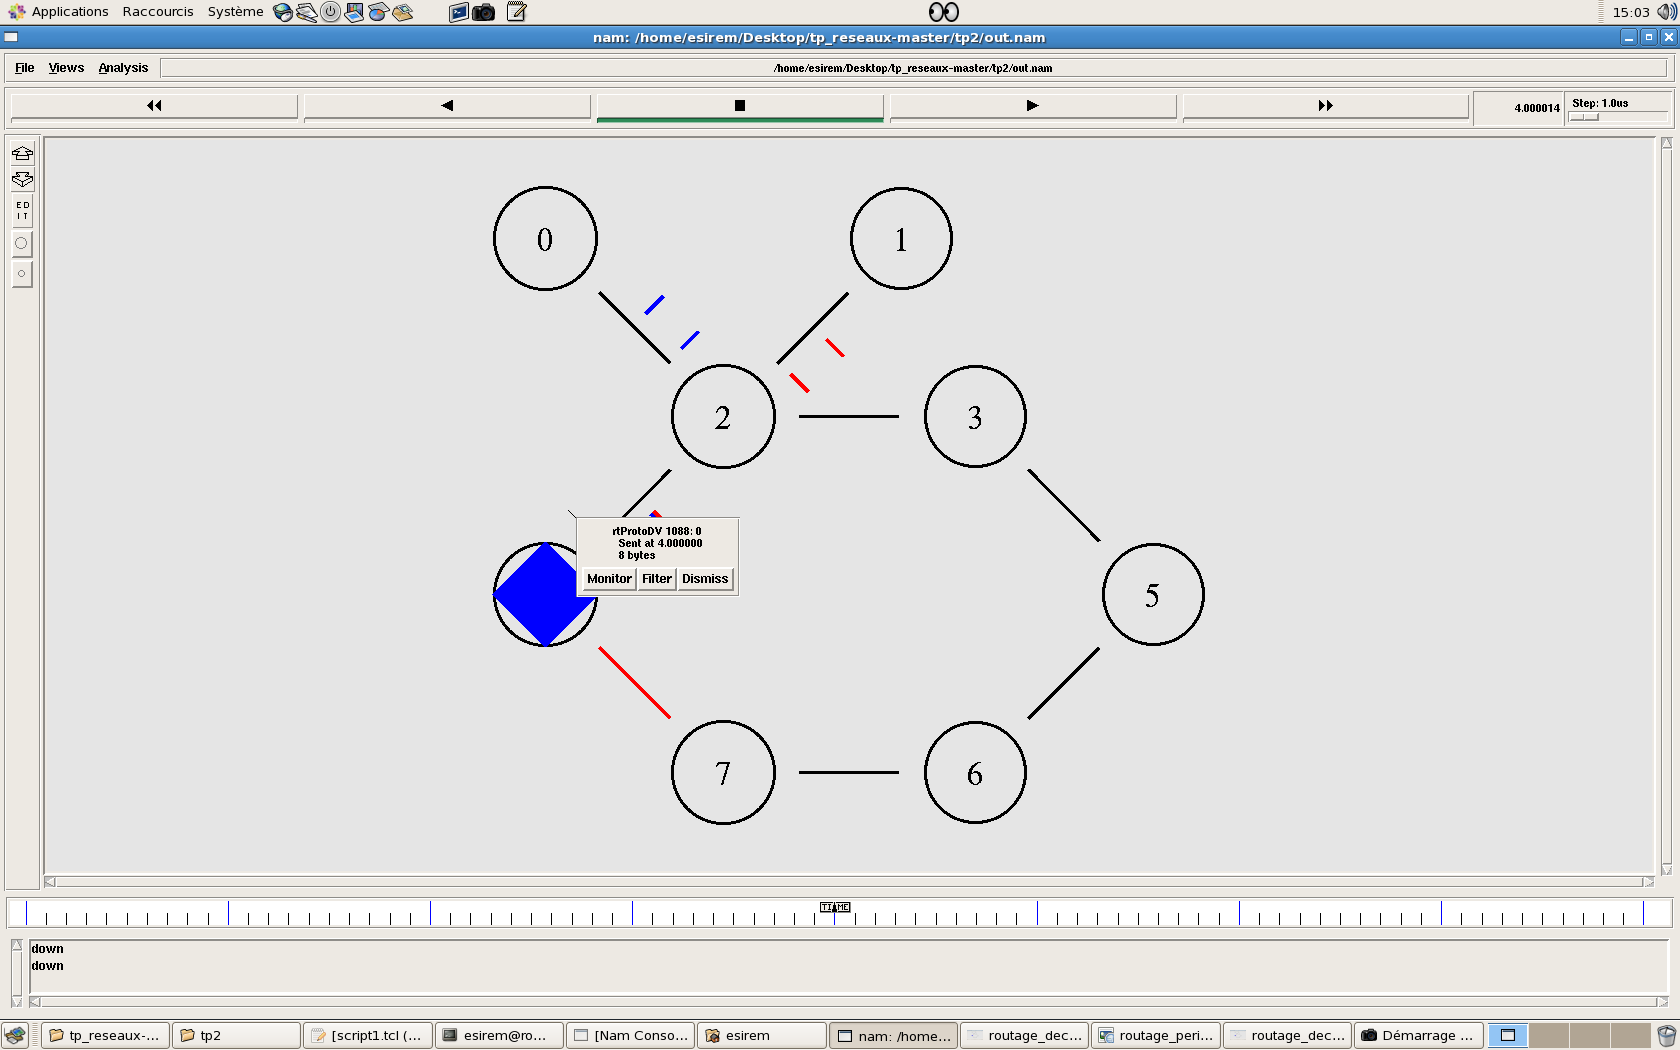 Applications Raccourcis Système 15:03
nam: /home/esirem/Desktop/tp_reseaux-master/tp2/out.nam
File Views Analysis /home/esirem/Desktop/tp_reseaux-master/tp2/out.nam
4.000014 Step: 1.0us
ED
IT
0 1
2 3
rtProtoDV 1088: 0
Sent at 4.000000
8 bytes
Monitor Filter Dismiss
5
7 6
TIME
down
down
tp_reseaux-... tp2 [script1.tcl (... esirem@ro... [Nam Conso... esirem nam: /home... routage_dec... routage_peri... routage_dec... Démarrage ...